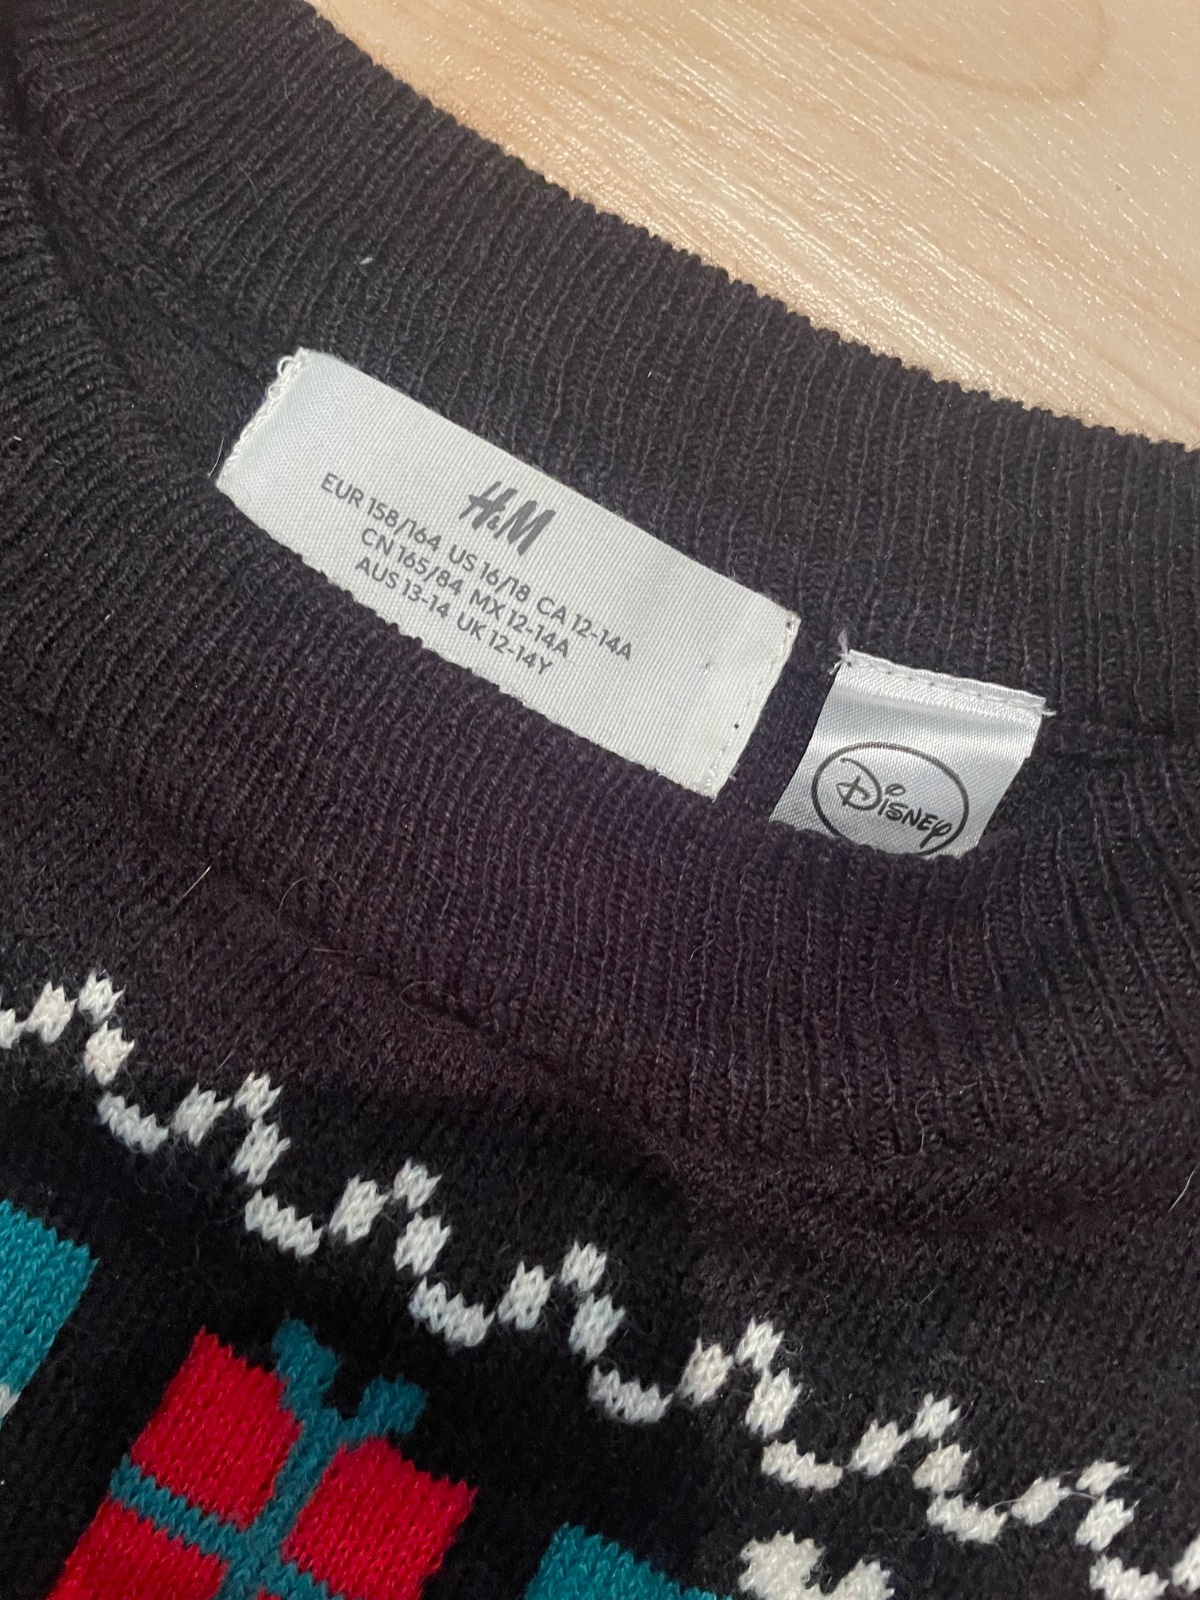 H&M
EUR 158/164 US 16/18 CA 12-14A
CN 165/84 MX 12-14A
AUS 13-14 UK 12-14Y
Disney